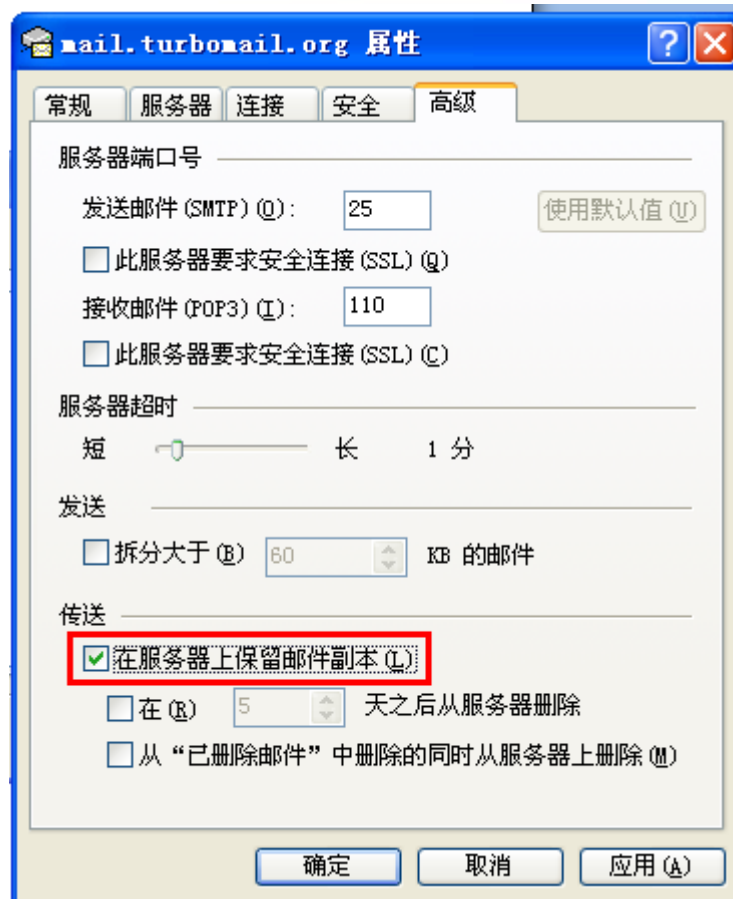 mail.turbomail.org 属性
常规 服务器 连接 安全 高级
服务器端口号
发送邮件(SMTP)(O): 25 使用默认值(U)
此服务器要求安全连接(SSL)(Q)
接收邮件(POP3)(I): 110
此服务器要求安全连接(SSL)(C)
服务器超时
短 长 1 分
发送
拆分大于(B) 60 KB 的邮件
传送
在服务器上保留邮件副本(L)
在(R) 5 天之后从服务器删除
从“已删除邮件”中删除的同时从服务器上删除(M)
确定 取消 应用(A)